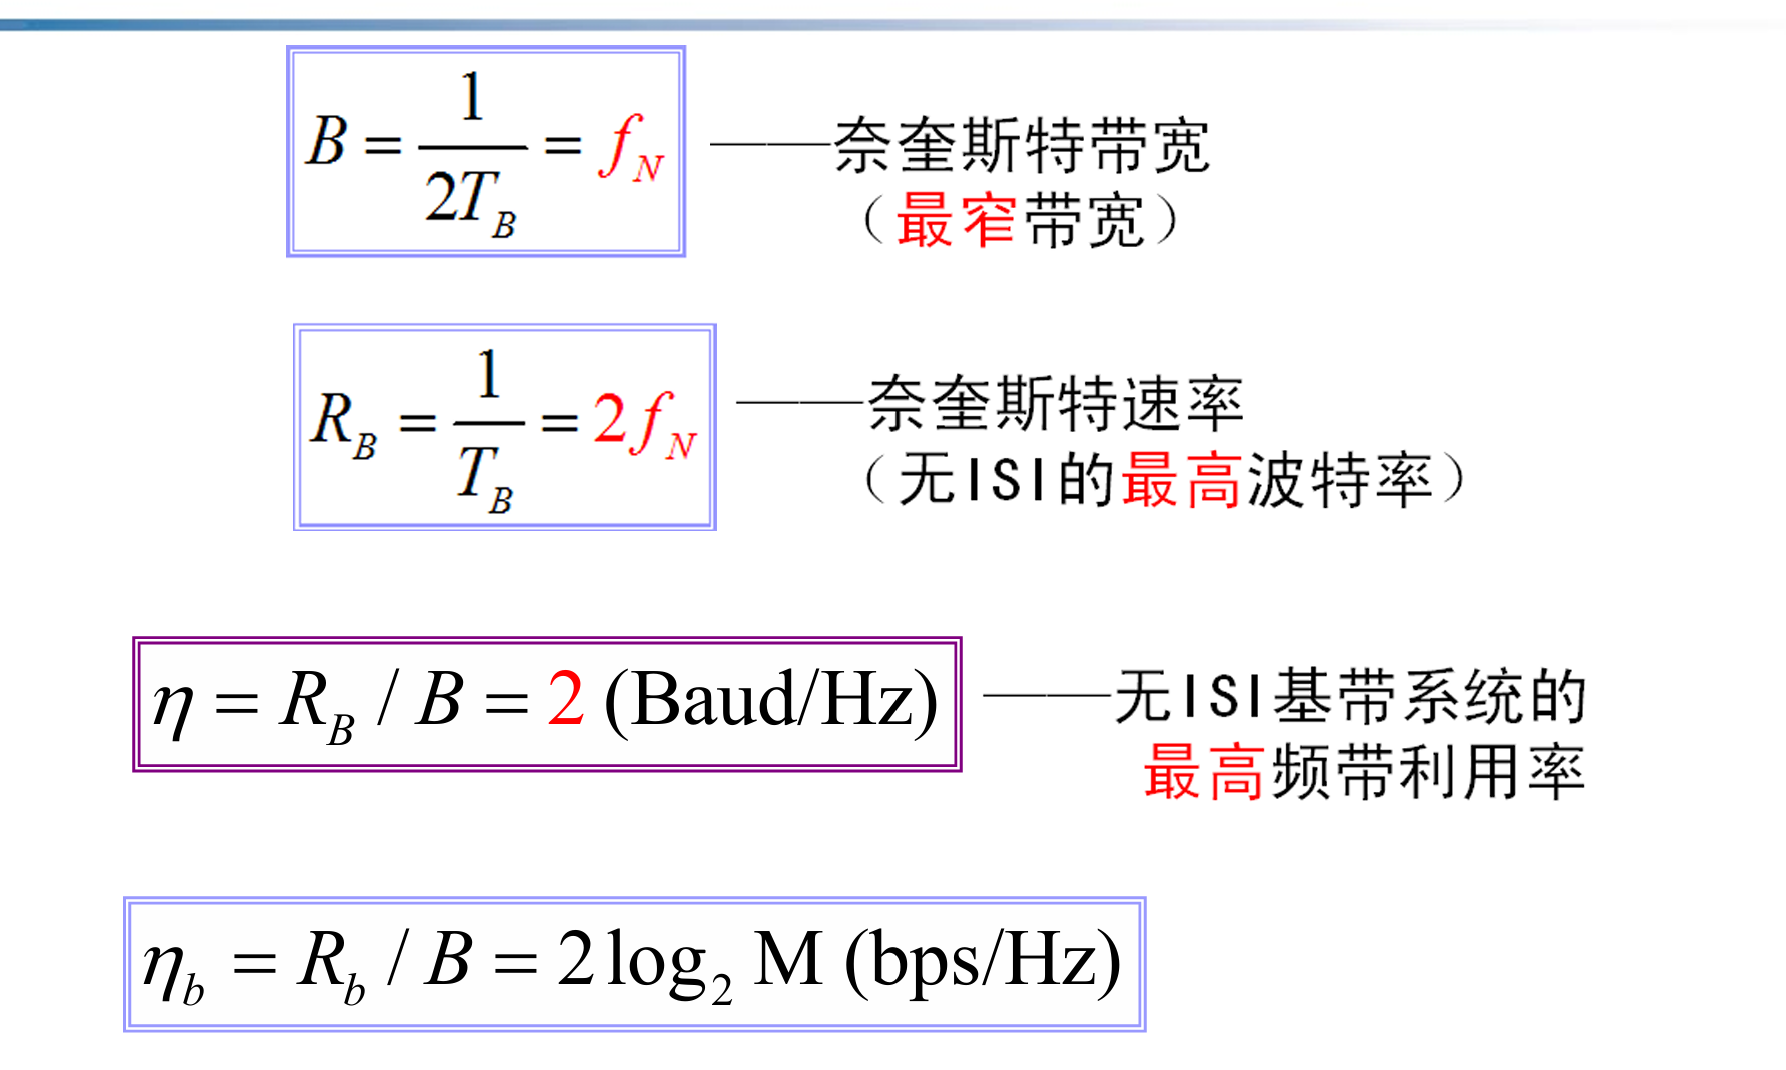 B = 1/2T_B = f_N ——奈奎斯特带宽
（最窄带宽）
R_B = 1/T_B = 2f_N ——奈奎斯特速率
（无ISI的最高波特率）
η = R_B / B = 2 (Baud/Hz) ——无ISI基带系统的
最高频带利用率
η_b = R_b / B = 2 log_2 M (bps/Hz)